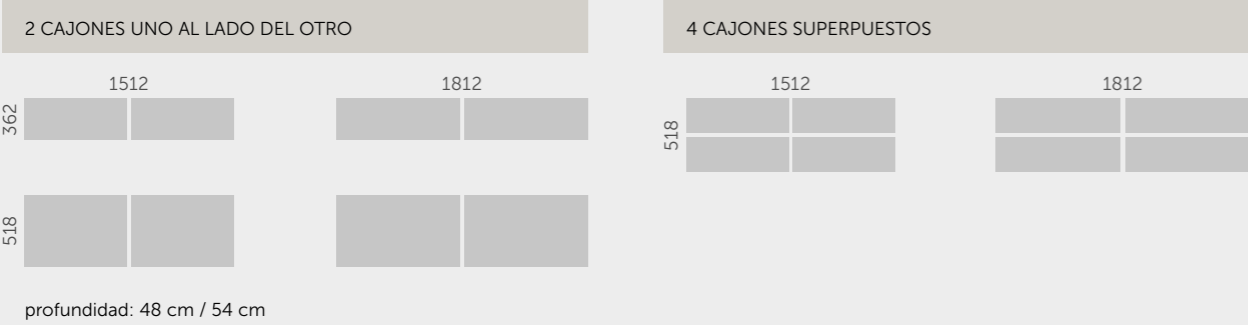 2 CAJONES UNO AL LADO DEL OTRO
1512 1812
362
518
profundidad: 48 cm / 54 cm
4 CAJONES SUPERPUESTOS
1512 1812
518